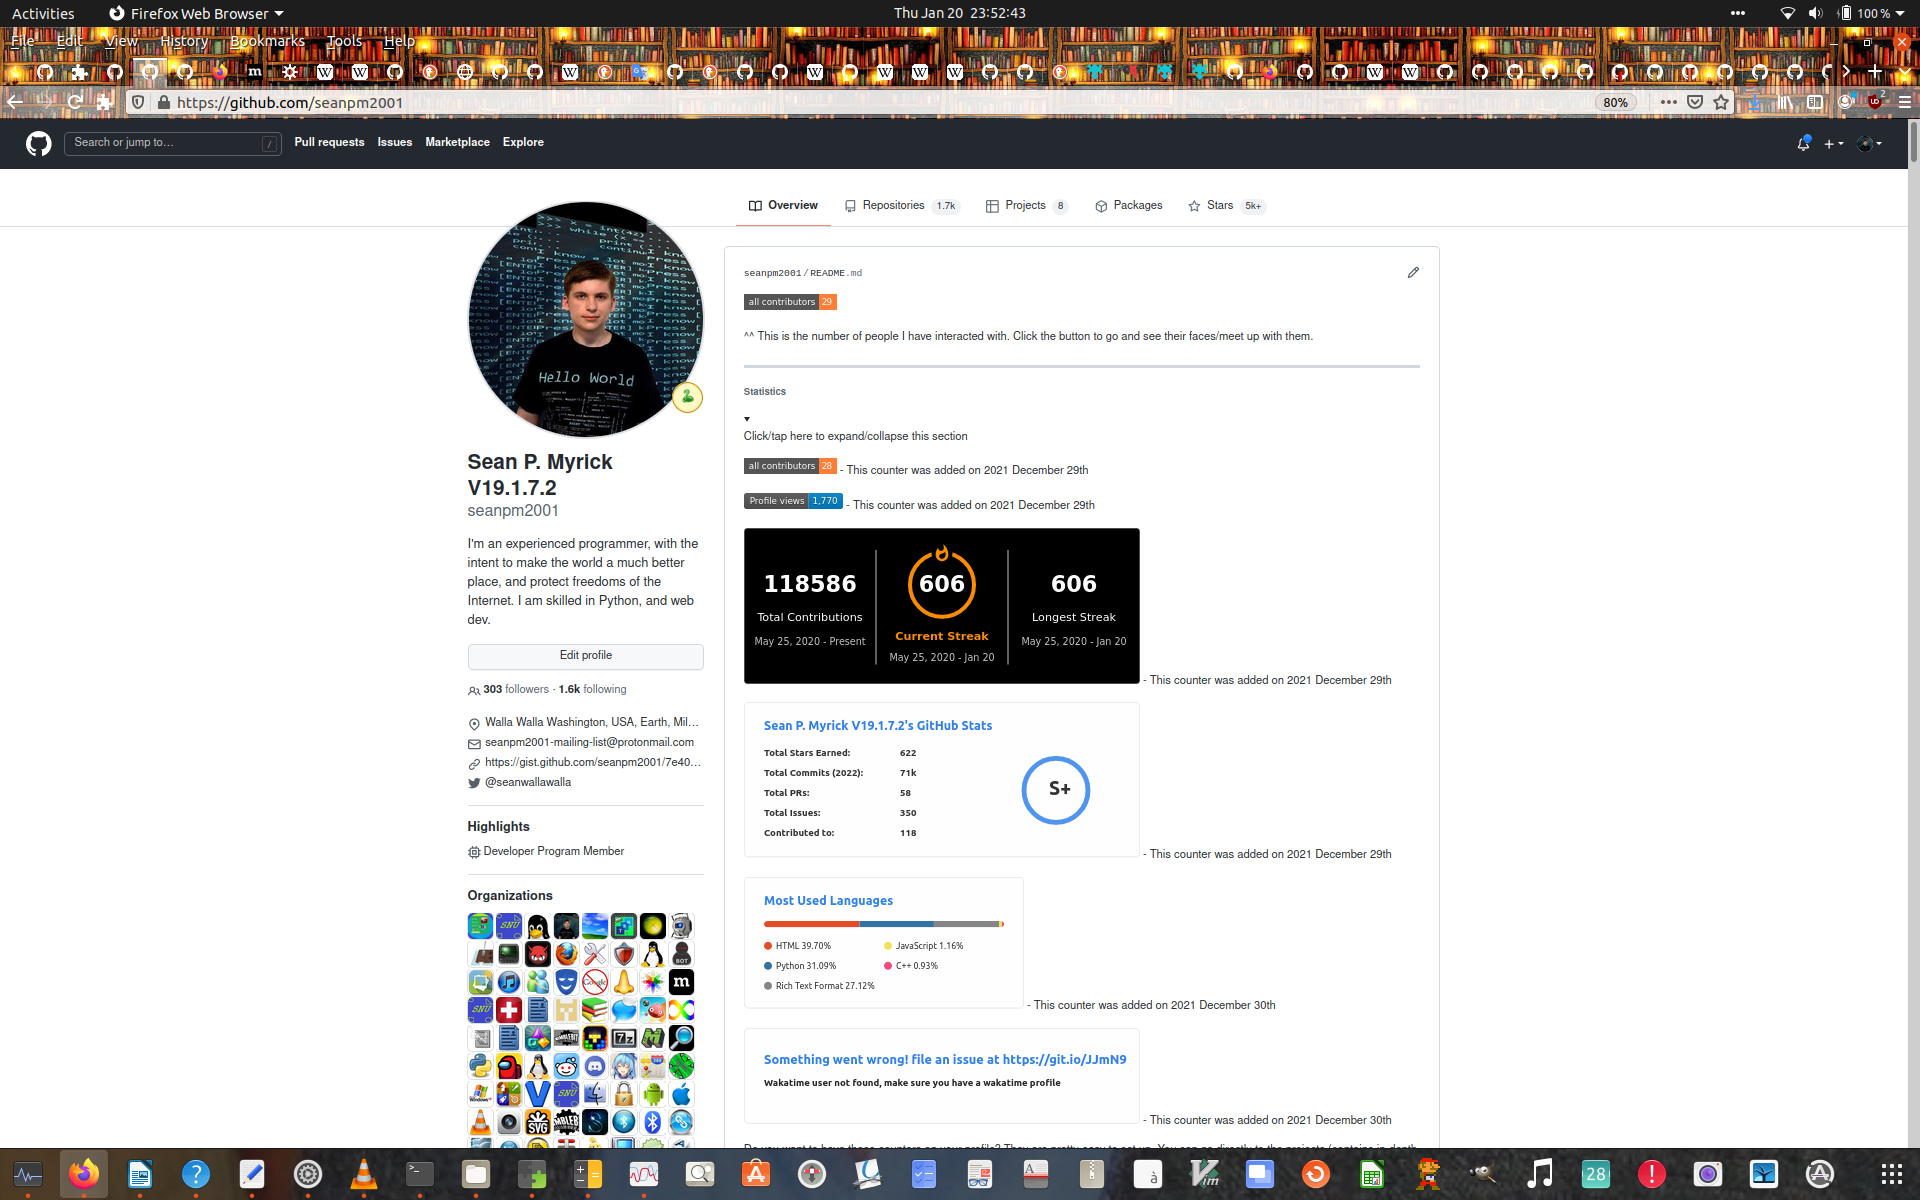 Activities
Firefox Web Browser
Thu Jan 20 23:52:43
100 %
File Edit View History Bookmarks Tools Help
https://github.com/seanpm2001
80%
2
Search or jump to…
/
Pull requests Issues Marketplace Explore
Overview
Repositories 1.7k
Projects 8
Packages
Stars 5k+
Hello World
Sean P. Myrick
V19.1.7.2
seanpm2001
I'm an experienced programmer, with the
intent to make the world a much better
place, and protect freedoms of the
Internet. I am skilled in Python, and web
dev.
Edit profile
303 followers · 1.6k following
Walla Walla Washington, USA, Earth, Mil…
seanpm2001-mailing-list@protonmail.com
https://gist.github.com/seanpm2001/7e40…
@seanwallawalla
Highlights
Developer Program Member
Organizations
seanpm2001/README.md
all contributors 29
^^ This is the number of people I have interacted with. Click the button to go and see their faces/meet up with them.
Statistics
Click/tap here to expand/collapse this section
all contributors 28 - This counter was added on 2021 December 29th
Profile views 1,770 - This counter was added on 2021 December 29th
118586
Total Contributions
May 25, 2020 - Present
606
Current Streak
May 25, 2020 - Jan 20
606
Longest Streak
May 25, 2020 - Jan 20
- This counter was added on 2021 December 29th
Sean P. Myrick V19.1.7.2's GitHub Stats
Total Stars Earned: 622
Total Commits (2022): 71k
Total PRs: 58
Total Issues: 350
Contributed to: 118
S+
- This counter was added on 2021 December 29th
Most Used Languages
HTML 39.70%
JavaScript 1.16%
Python 31.09%
C++ 0.93%
Rich Text Format 27.12%
- This counter was added on 2021 December 30th
Something went wrong! file an issue at https://git.io/JJmN9
Wakatime user not found, make sure you have a wakatime profile
- This counter was added on 2021 December 30th
28